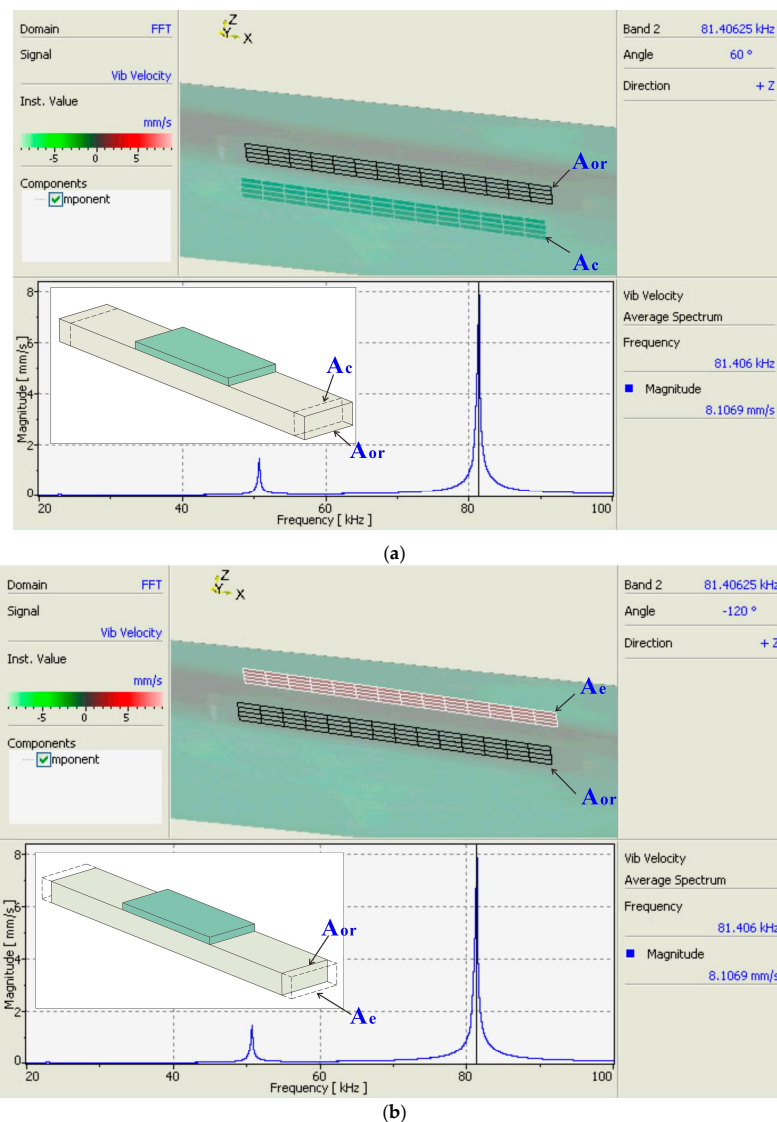 Domain FFT
Signal
Vib Velocity
Inst. Value
mm/s
-5 0 5
Components
mponent
Z
Y X
Aor
Ac
Band 2 81.40625 kHz
Angle 60 °
Direction + Z
Magnitude [ mm/s ]
8
6
4
2
0
20 40 60 80 100
Frequency [ kHz ]
Ac
Aor
Vib Velocity
Average Spectrum
Frequency
81.406 kHz
Magnitude
8.1069 mm/s
(a)
Domain FFT
Signal
Vib Velocity
Inst. Value
mm/s
-5 0 5
Components
mponent
Z
Y X
Ae
Aor
Band 2 81.40625 kHz
Angle -120 °
Direction + Z
Magnitude [ mm/s ]
8
6
4
2
0
20 40 60 80 100
Frequency [ kHz ]
Aor
Ae
Vib Velocity
Average Spectrum
Frequency
81.406 kHz
Magnitude
8.1069 mm/s
(b)